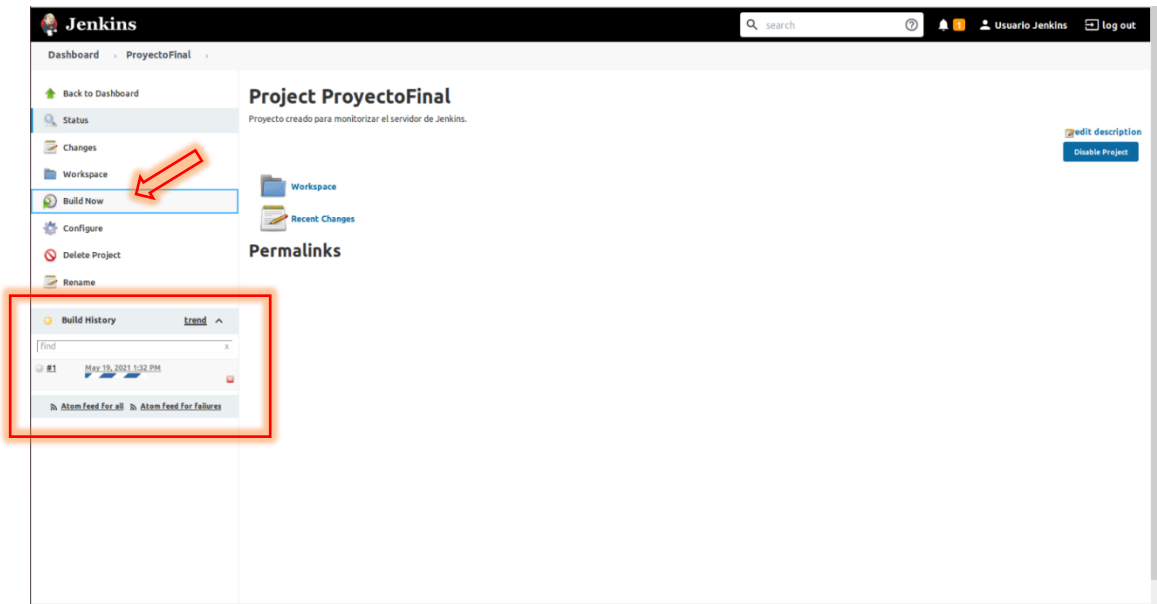 Jenkins
search
1
Usuario Jenkins
log out
Dashboard
ProyectoFinal
Back to Dashboard
Status
Changes
Workspace
Build Now
Configure
Delete Project
Rename
Build History
trend
find
x
#1
May 19, 2021 1:32 PM
Atom feed for all
Atom feed for failures
Project ProyectoFinal
Proyecto creado para monitorizar el servidor de Jenkins.
edit description
Disable Project
Workspace
Recent Changes
Permalinks